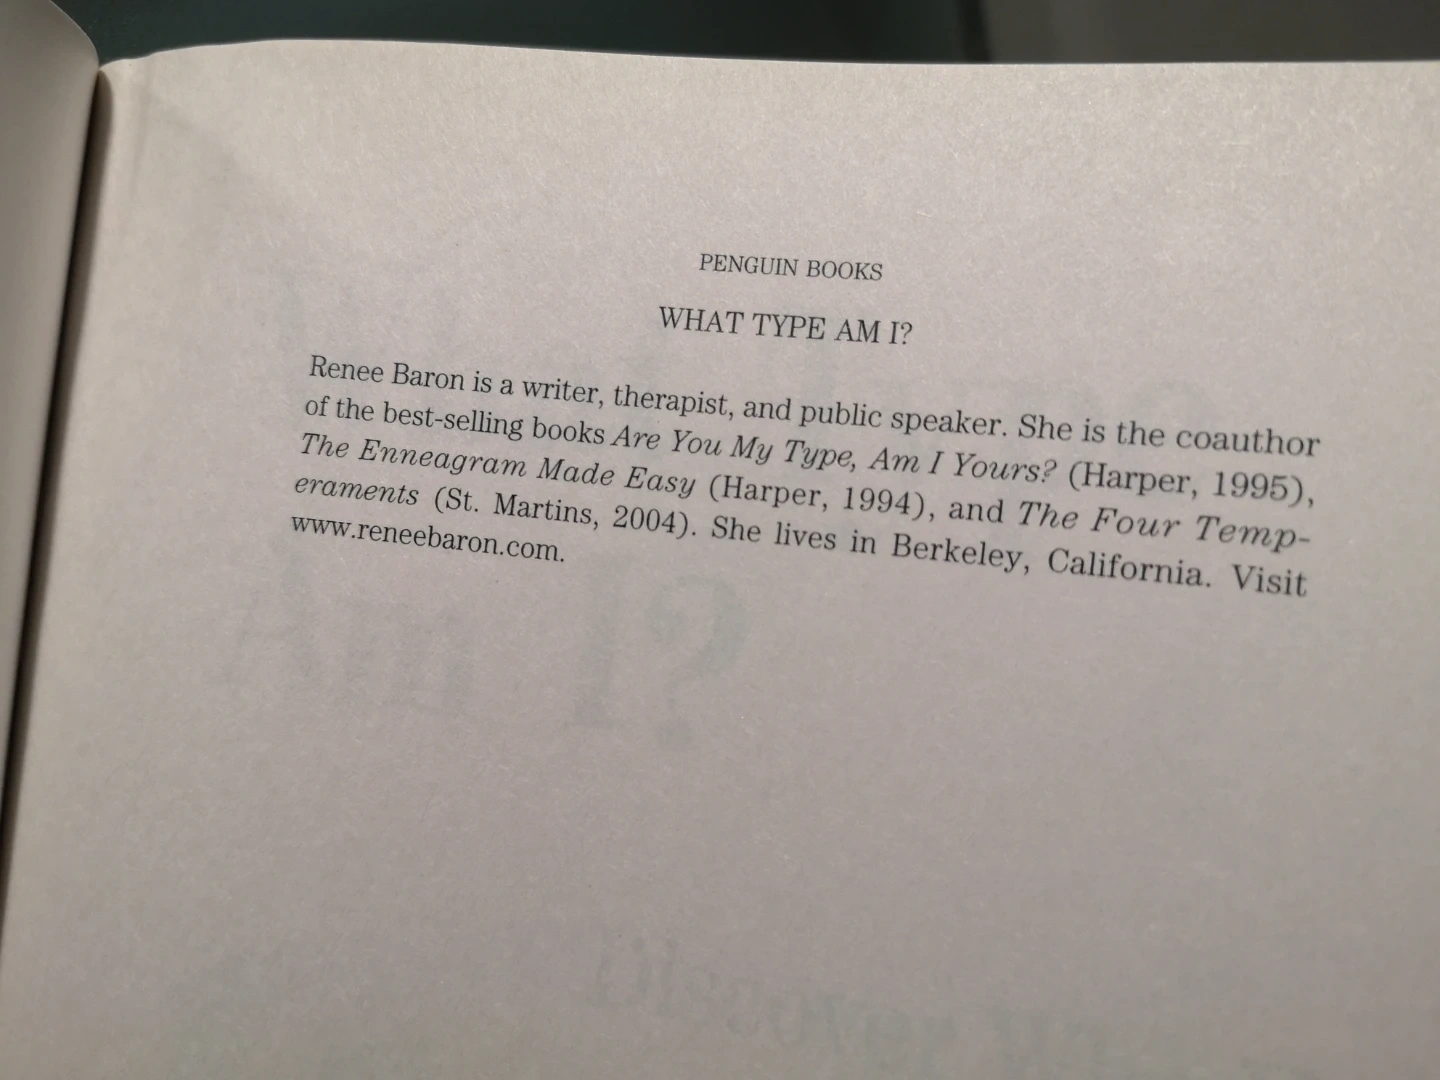 PENGUIN BOOKS
WHAT TYPE AM I?
Renee Baron is a writer, therapist, and public speaker. She is the coauthor
of the best-selling books Are You My Type, Am I Yours? (Harper, 1995),
The Enneagram Made Easy (Harper, 1994), and The Four Temp-
eraments (St. Martins, 2004). She lives in Berkeley, California. Visit
www.reneebaron.com.